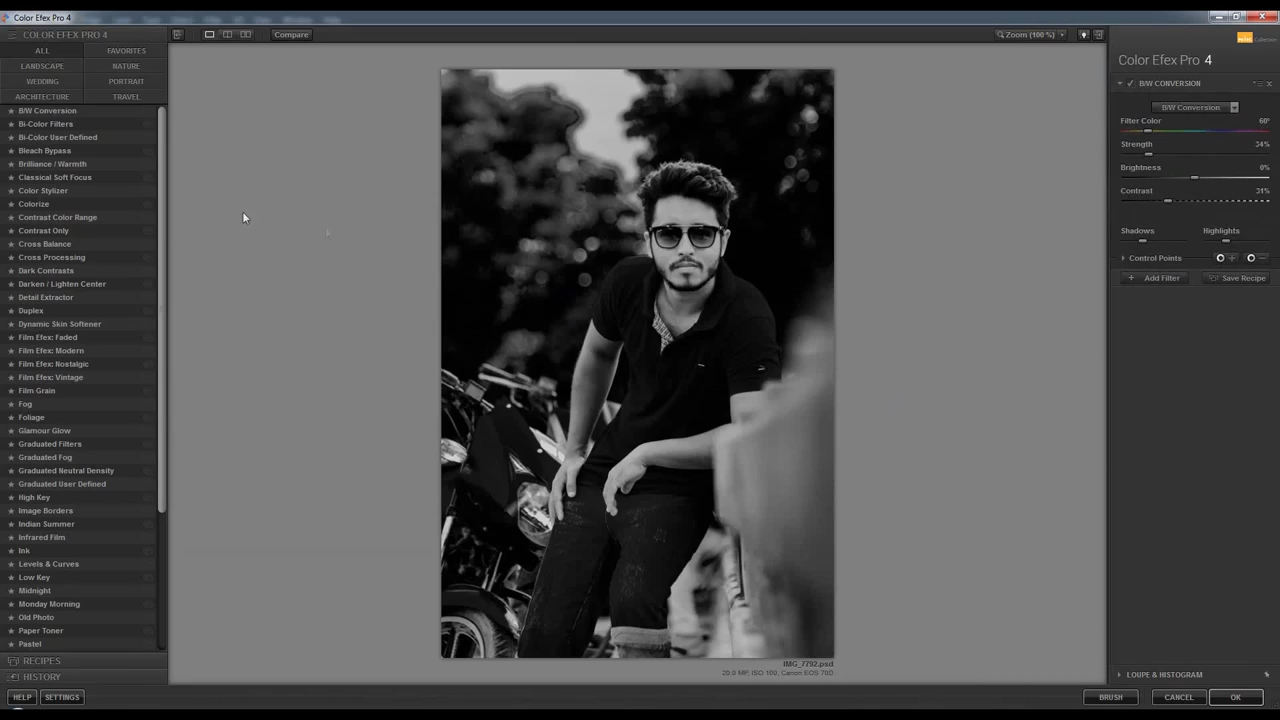 Color Efex Pro 4
COLOR EFEX PRO 4
ALL
FAVORITES
LANDSCAPE
NATURE
WEDDING
PORTRAIT
ARCHITECTURE
TRAVEL
B/W Conversion
Bi-Color Filters
Bi-Color User Defined
Bleach Bypass
Brilliance / Warmth
Classical Soft Focus
Color Stylizer
Colorize
Contrast Color Range
Contrast Only
Cross Balance
Cross Processing
Dark Contrasts
Darken / Lighten Center
Detail Extractor
Duplex
Dynamic Skin Softener
Film Efex: Faded
Film Efex: Modern
Film Efex: Nostalgic
Film Efex: Vintage
Film Grain
Fog
Foliage
Glamour Glow
Graduated Filters
Graduated Fog
Graduated Neutral Density
Graduated User Defined
High Key
Image Borders
Indian Summer
Infrared Film
Ink
Levels & Curves
Low Key
Midnight
Monday Morning
Old Photo
Paper Toner
Pastel
RECIPES
HISTORY
HELP
SETTINGS
Compare
Zoom (100 %)
IMG_7792.psd
20.0 MP, ISO 100, Canon EOS 70D
Color Efex Pro 4
B/W CONVERSION
B/W Conversion
Filter Color 60°
Strength 34%
Brightness 0%
Contrast 31%
Shadows
Highlights
Control Points
Add Filter
Save Recipe
LOUPE & HISTOGRAM
BRUSH
CANCEL
OK